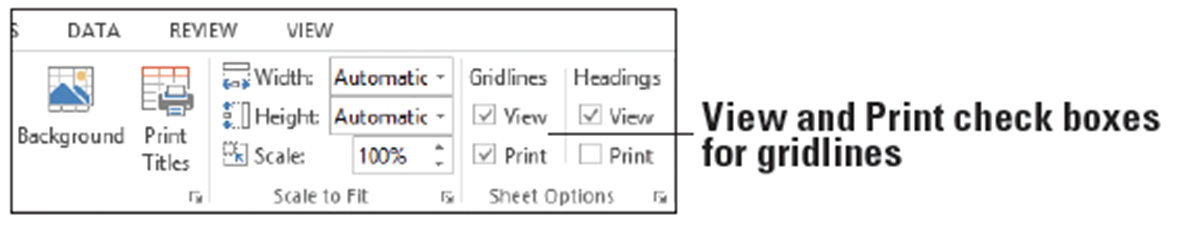 S DATA REVIEW VIEW
Width: Automatic Gridlines Headings
Height: Automatic View View
Background Print Titles
Scale: 100% Print Print
Scale to Fit Sheet Options
View and Print check boxes
for gridlines